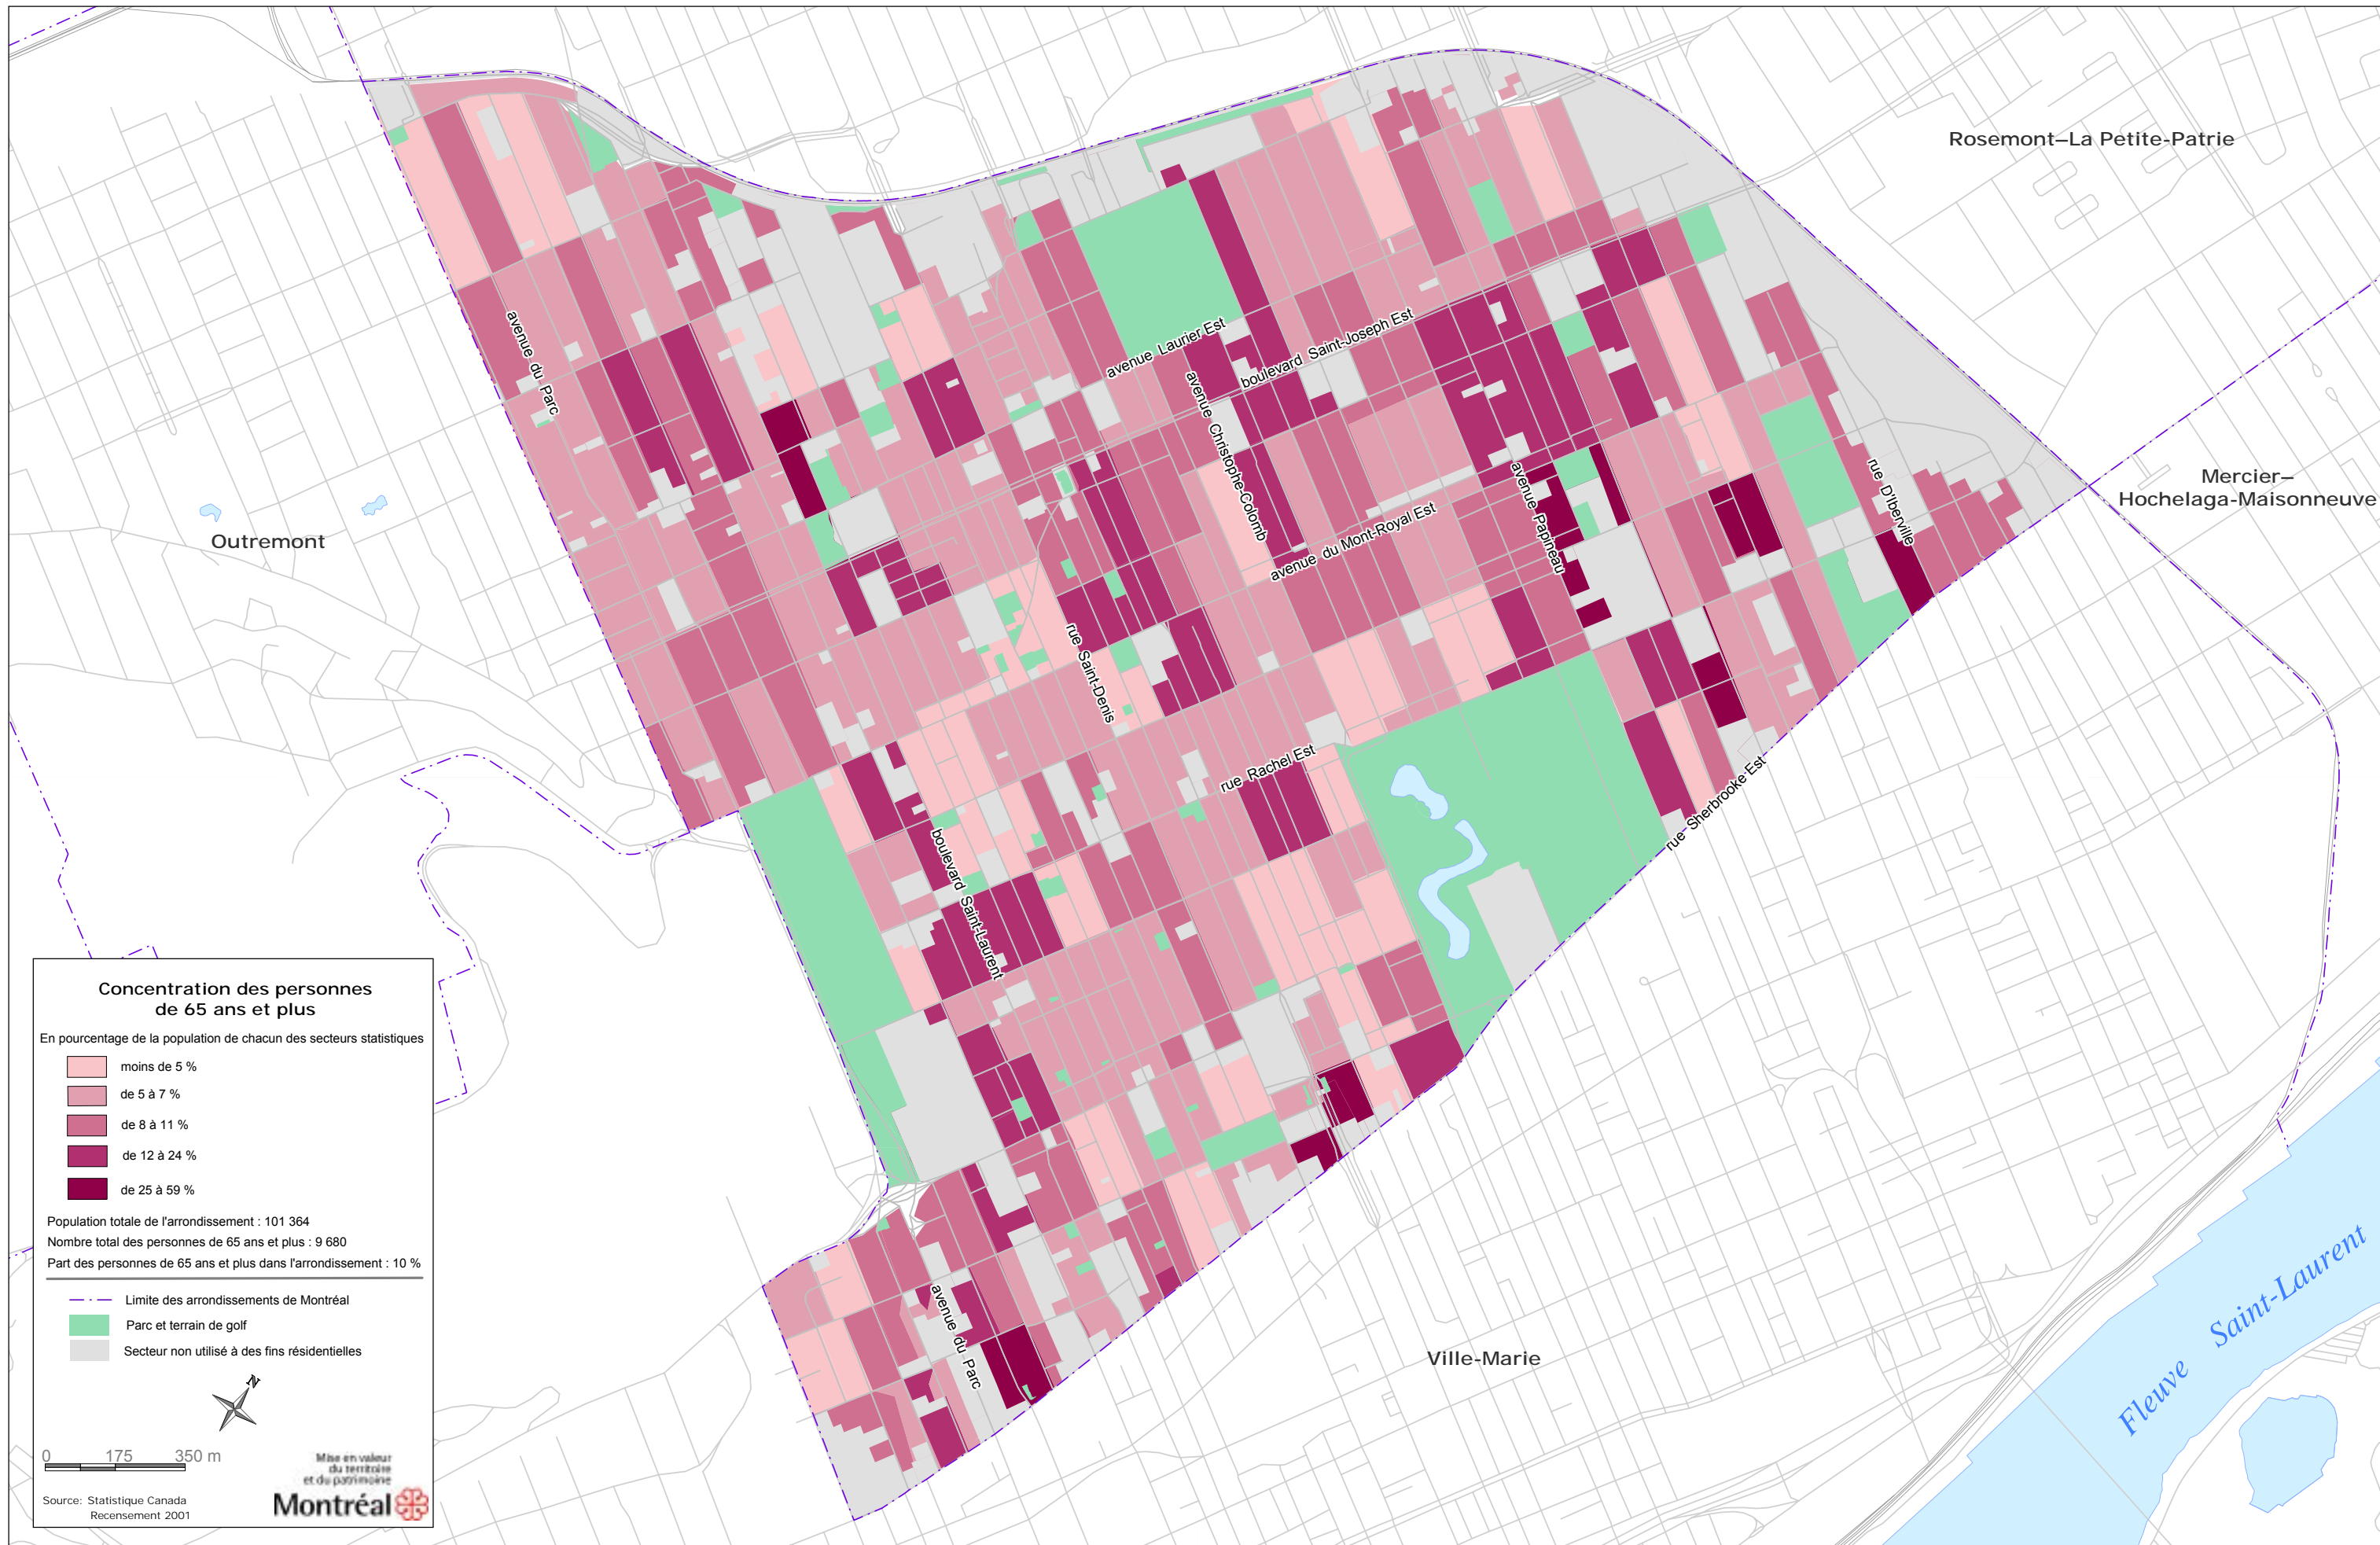 Rosemont–La Petite-Patrie
Mercier–
Hochelaga-Maisonneuve
Outremont
Ville-Marie
Fleuve Saint-Laurent
avenue du Parc
avenue Laurier Est
boulevard Saint-Joseph Est
avenue Christophe-Colomb
avenue du Mont-Royal Est
avenue Papineau
rue D'Iberville
rue Saint-Denis
rue Rachel Est
rue Sherbrooke Est
boulevard Saint-Laurent
avenue du Parc
Concentration des personnes
de 65 ans et plus
En pourcentage de la population de chacun des secteurs statistiques
moins de 5 %
de 5 à 7 %
de 8 à 11 %
de 12 à 24 %
de 25 à 59 %
Population totale de l'arrondissement : 101 364
Nombre total des personnes de 65 ans et plus : 9 680
Part des personnes de 65 ans et plus dans l'arrondissement : 10 %
Limite des arrondissements de Montréal
Parc et terrain de golf
Secteur non utilisé à des fins résidentielles
N
0 175 350 m
Mise en valeur
du territoire
et du patrimoine
Montréal
Source: Statistique Canada
Recensement 2001